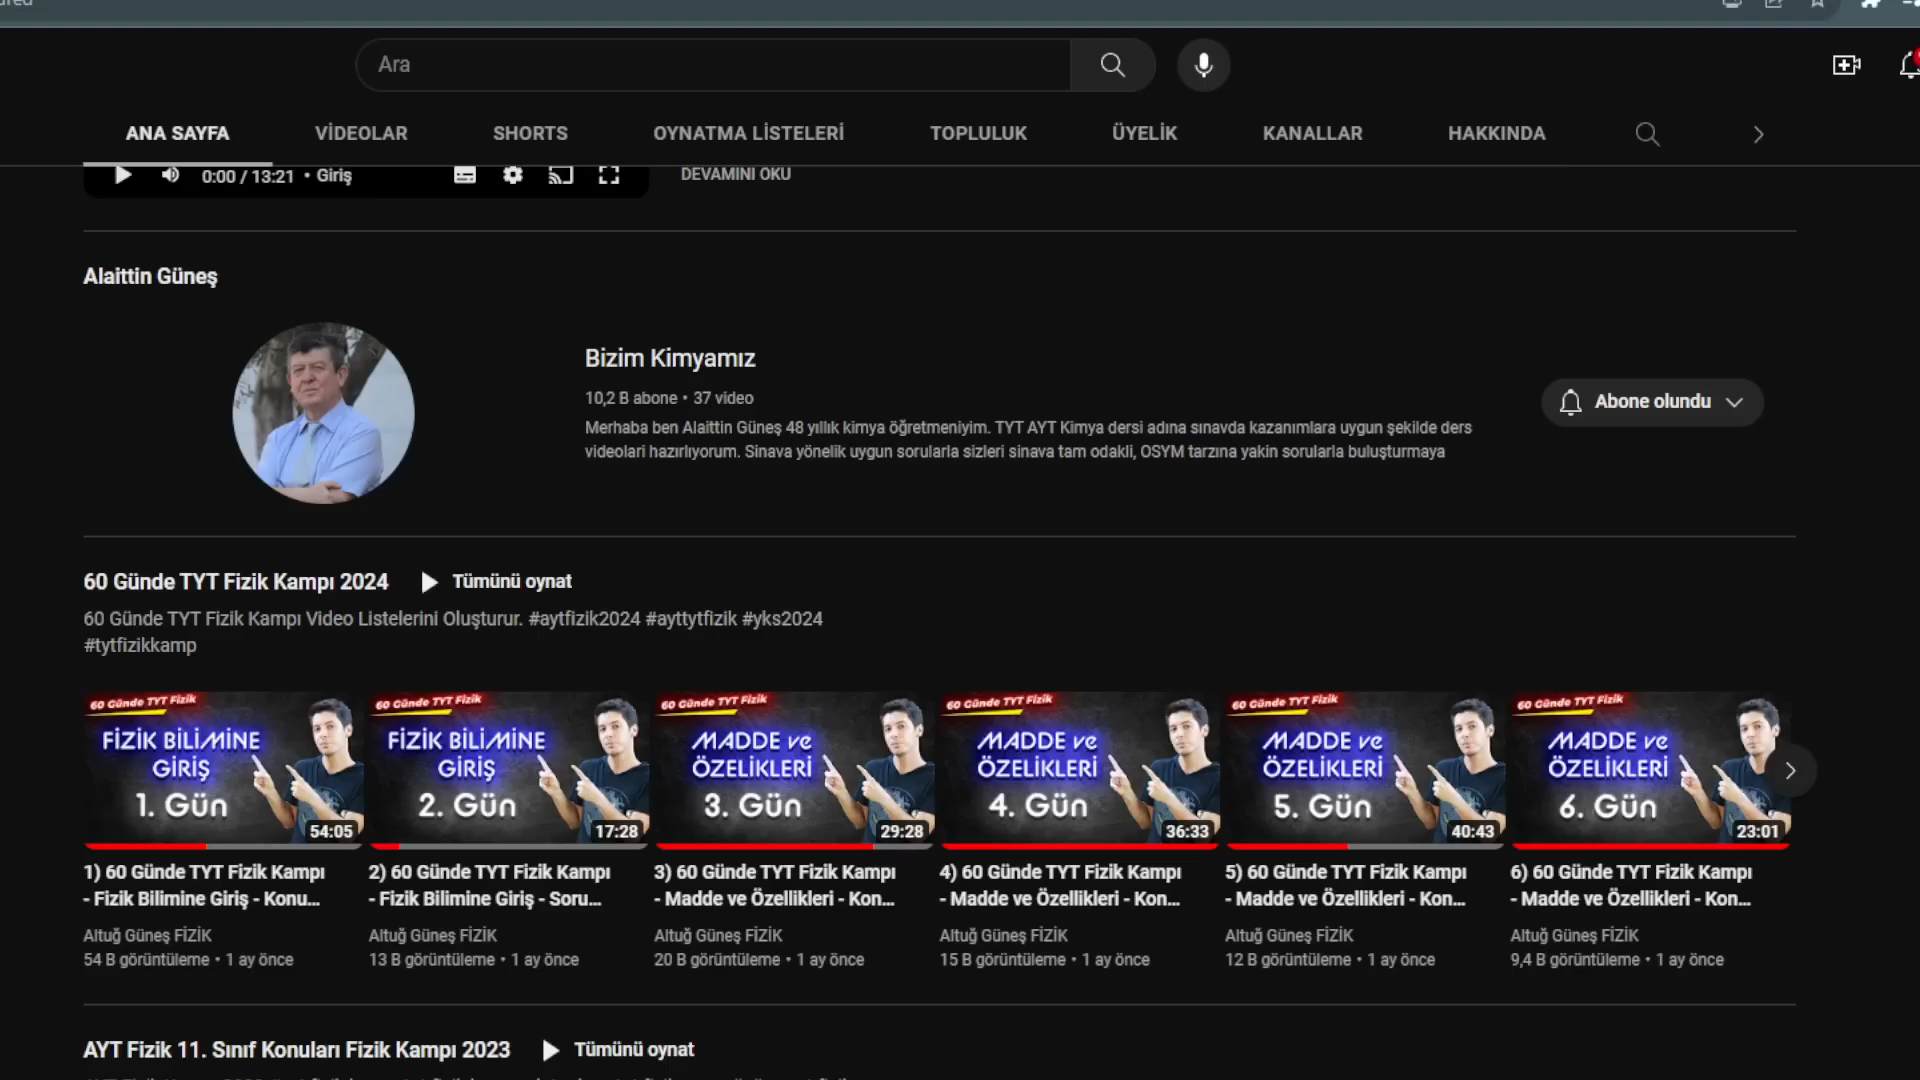 Ara
ANA SAYFA
VİDEOLAR
SHORTS
OYNATMA LİSTELERİ
TOPLULUK
ÜYELİK
KANALLAR
HAKKINDA
0:00 / 13:21 • Giriş
DEVAMINI OKU
Alaittin Güneş
Bizim Kimyamız
10,2 B abone • 37 video
Merhaba ben Alaittin Güneş 48 yıllık kimya öğretmeniyim. TYT AYT Kimya dersi adına sınavda kazanımlara uygun şekilde ders
videolari hazırlıyorum. Sinava yönelik uygun sorularla sizleri sinava tam odakli, OSYM tarzına yakin sorularla buluşturmaya
Abone olundu
60 Günde TYT Fizik Kampı 2024
Tümünü oynat
60 Günde TYT Fizik Kampı Video Listelerini Oluşturur. #aytfizik2024 #ayttytfizik #yks2024
#tytfizikkamp
60 Günde TYT Fizik
FİZİK BİLİMİNE
GİRİŞ
1. Gün
54:05
60 Günde TYT Fizik
FİZİK BİLİMİNE
GİRİŞ
2. Gün
17:28
60 Günde TYT Fizik
MADDE ve
ÖZELİKLERİ
3. Gün
29:28
60 Günde TYT Fizik
MADDE ve
ÖZELİKLERİ
4. Gün
36:33
60 Günde TYT Fizik
MADDE ve
ÖZELİKLERİ
5. Gün
40:43
60 Günde TYT Fizik
MADDE ve
ÖZELİKLERİ
6. Gün
23:01
1) 60 Günde TYT Fizik Kampı
- Fizik Bilimine Giriş - Konu...
Altuğ Güneş FİZİK
54 B görüntüleme • 1 ay önce
2) 60 Günde TYT Fizik Kampı
- Fizik Bilimine Giriş - Soru...
Altuğ Güneş FİZİK
13 B görüntüleme • 1 ay önce
3) 60 Günde TYT Fizik Kampı
- Madde ve Özellikleri - Kon...
Altuğ Güneş FİZİK
20 B görüntüleme • 1 ay önce
4) 60 Günde TYT Fizik Kampı
- Madde ve Özellikleri - Kon...
Altuğ Güneş FİZİK
15 B görüntüleme • 1 ay önce
5) 60 Günde TYT Fizik Kampı
- Madde ve Özellikleri - Kon...
Altuğ Güneş FİZİK
12 B görüntüleme • 1 ay önce
6) 60 Günde TYT Fizik Kampı
- Madde ve Özellikleri - Kon...
Altuğ Güneş FİZİK
9,4 B görüntüleme • 1 ay önce
AYT Fizik 11. Sınıf Konuları Fizik Kampı 2023
Tümünü oynat